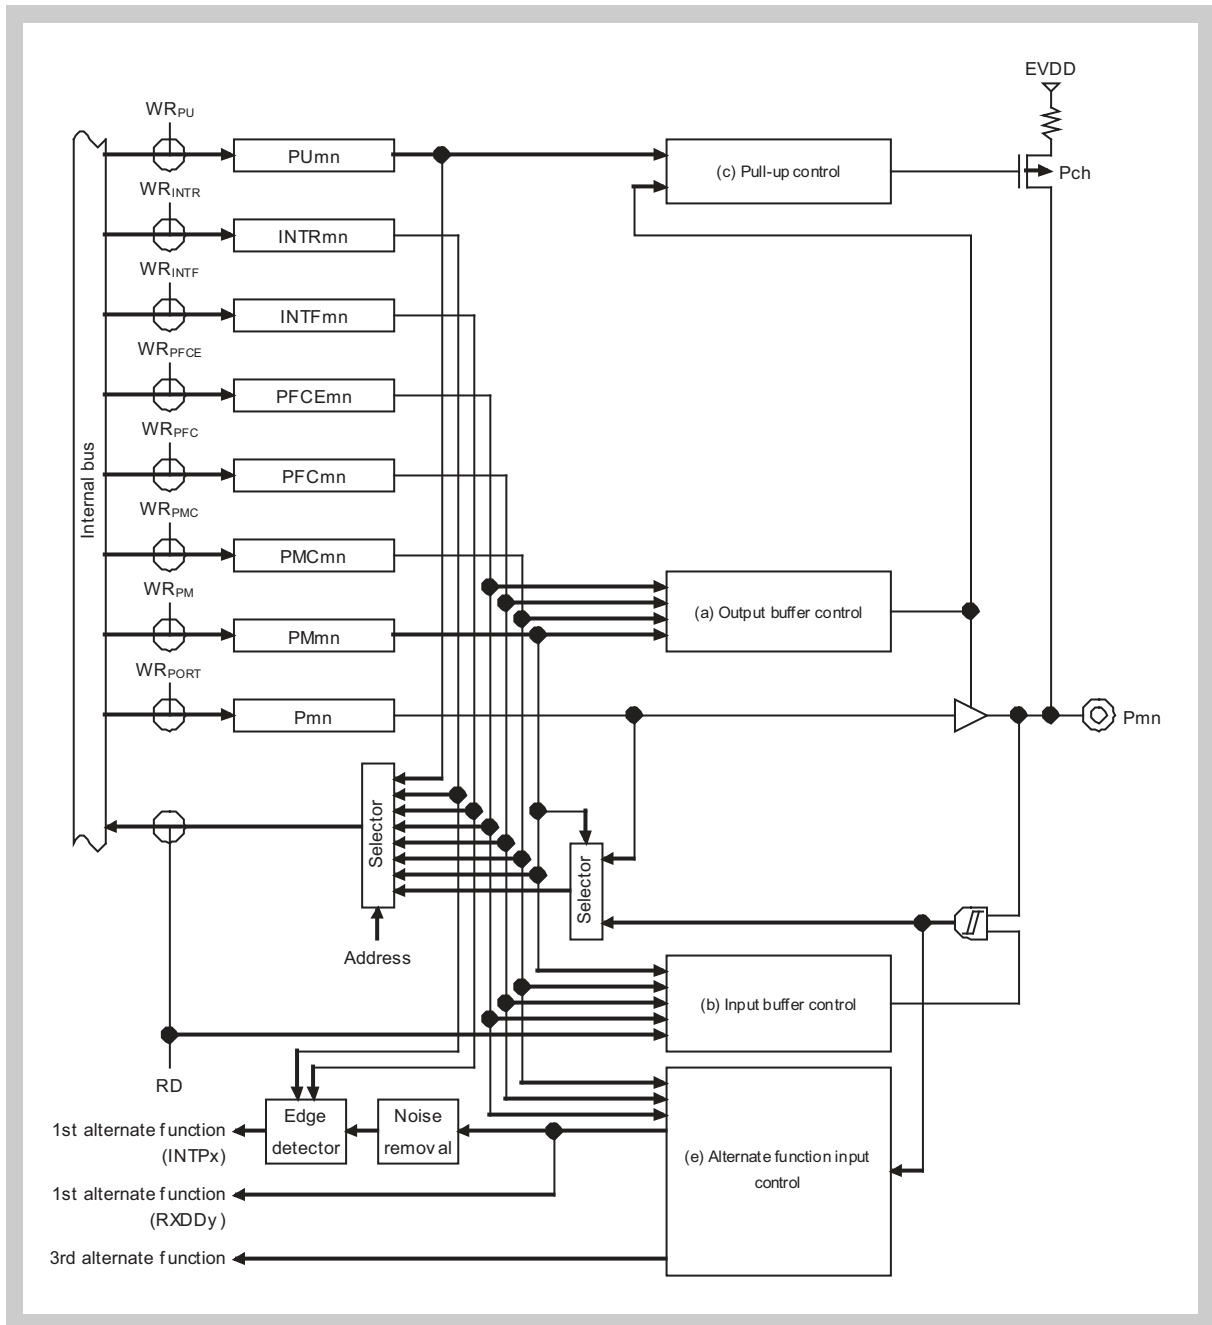 EVDD
WRPU
PUmn
(c) Pull-up control
Pch
WRINTR
INTRmn
WRINTF
INTFmn
WRPFCE
PFCEmn
WRPFC
PFCmn
Internal bus
WRPMC
PMCmn
WRPM
PMmn
(a) Output buffer control
WRPORT
Pmn
Pmn
Selector
Selector
Address
(b) Input buffer control
RD
Edge
detector
Noise
removal
1st alternate function
(INTPx)
(e) Alternate function input
control
1st alternate function
(RXDDy)
3rd alternate function